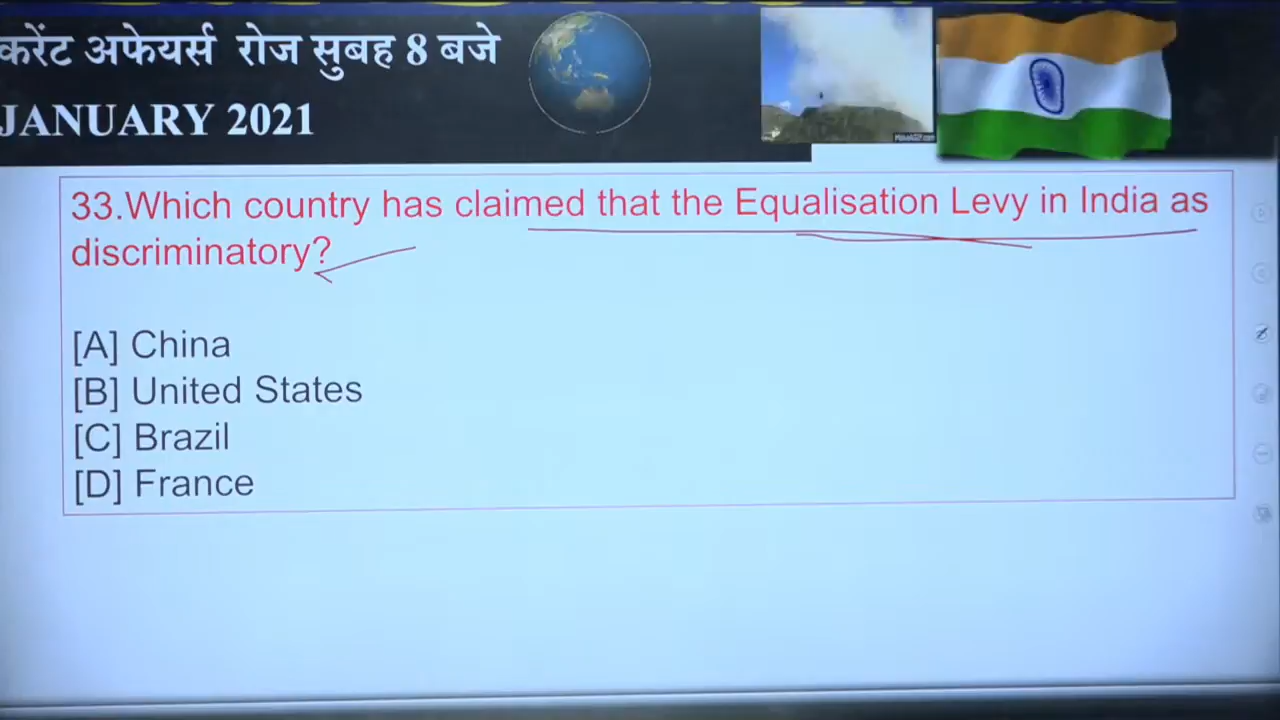 करेंट अफेयर्स रोज सुबह 8 बजे
JANUARY 2021
33.Which country has claimed that the Equalisation Levy in India as
discriminatory?
[A] China
[B] United States
[C] Brazil
[D] France